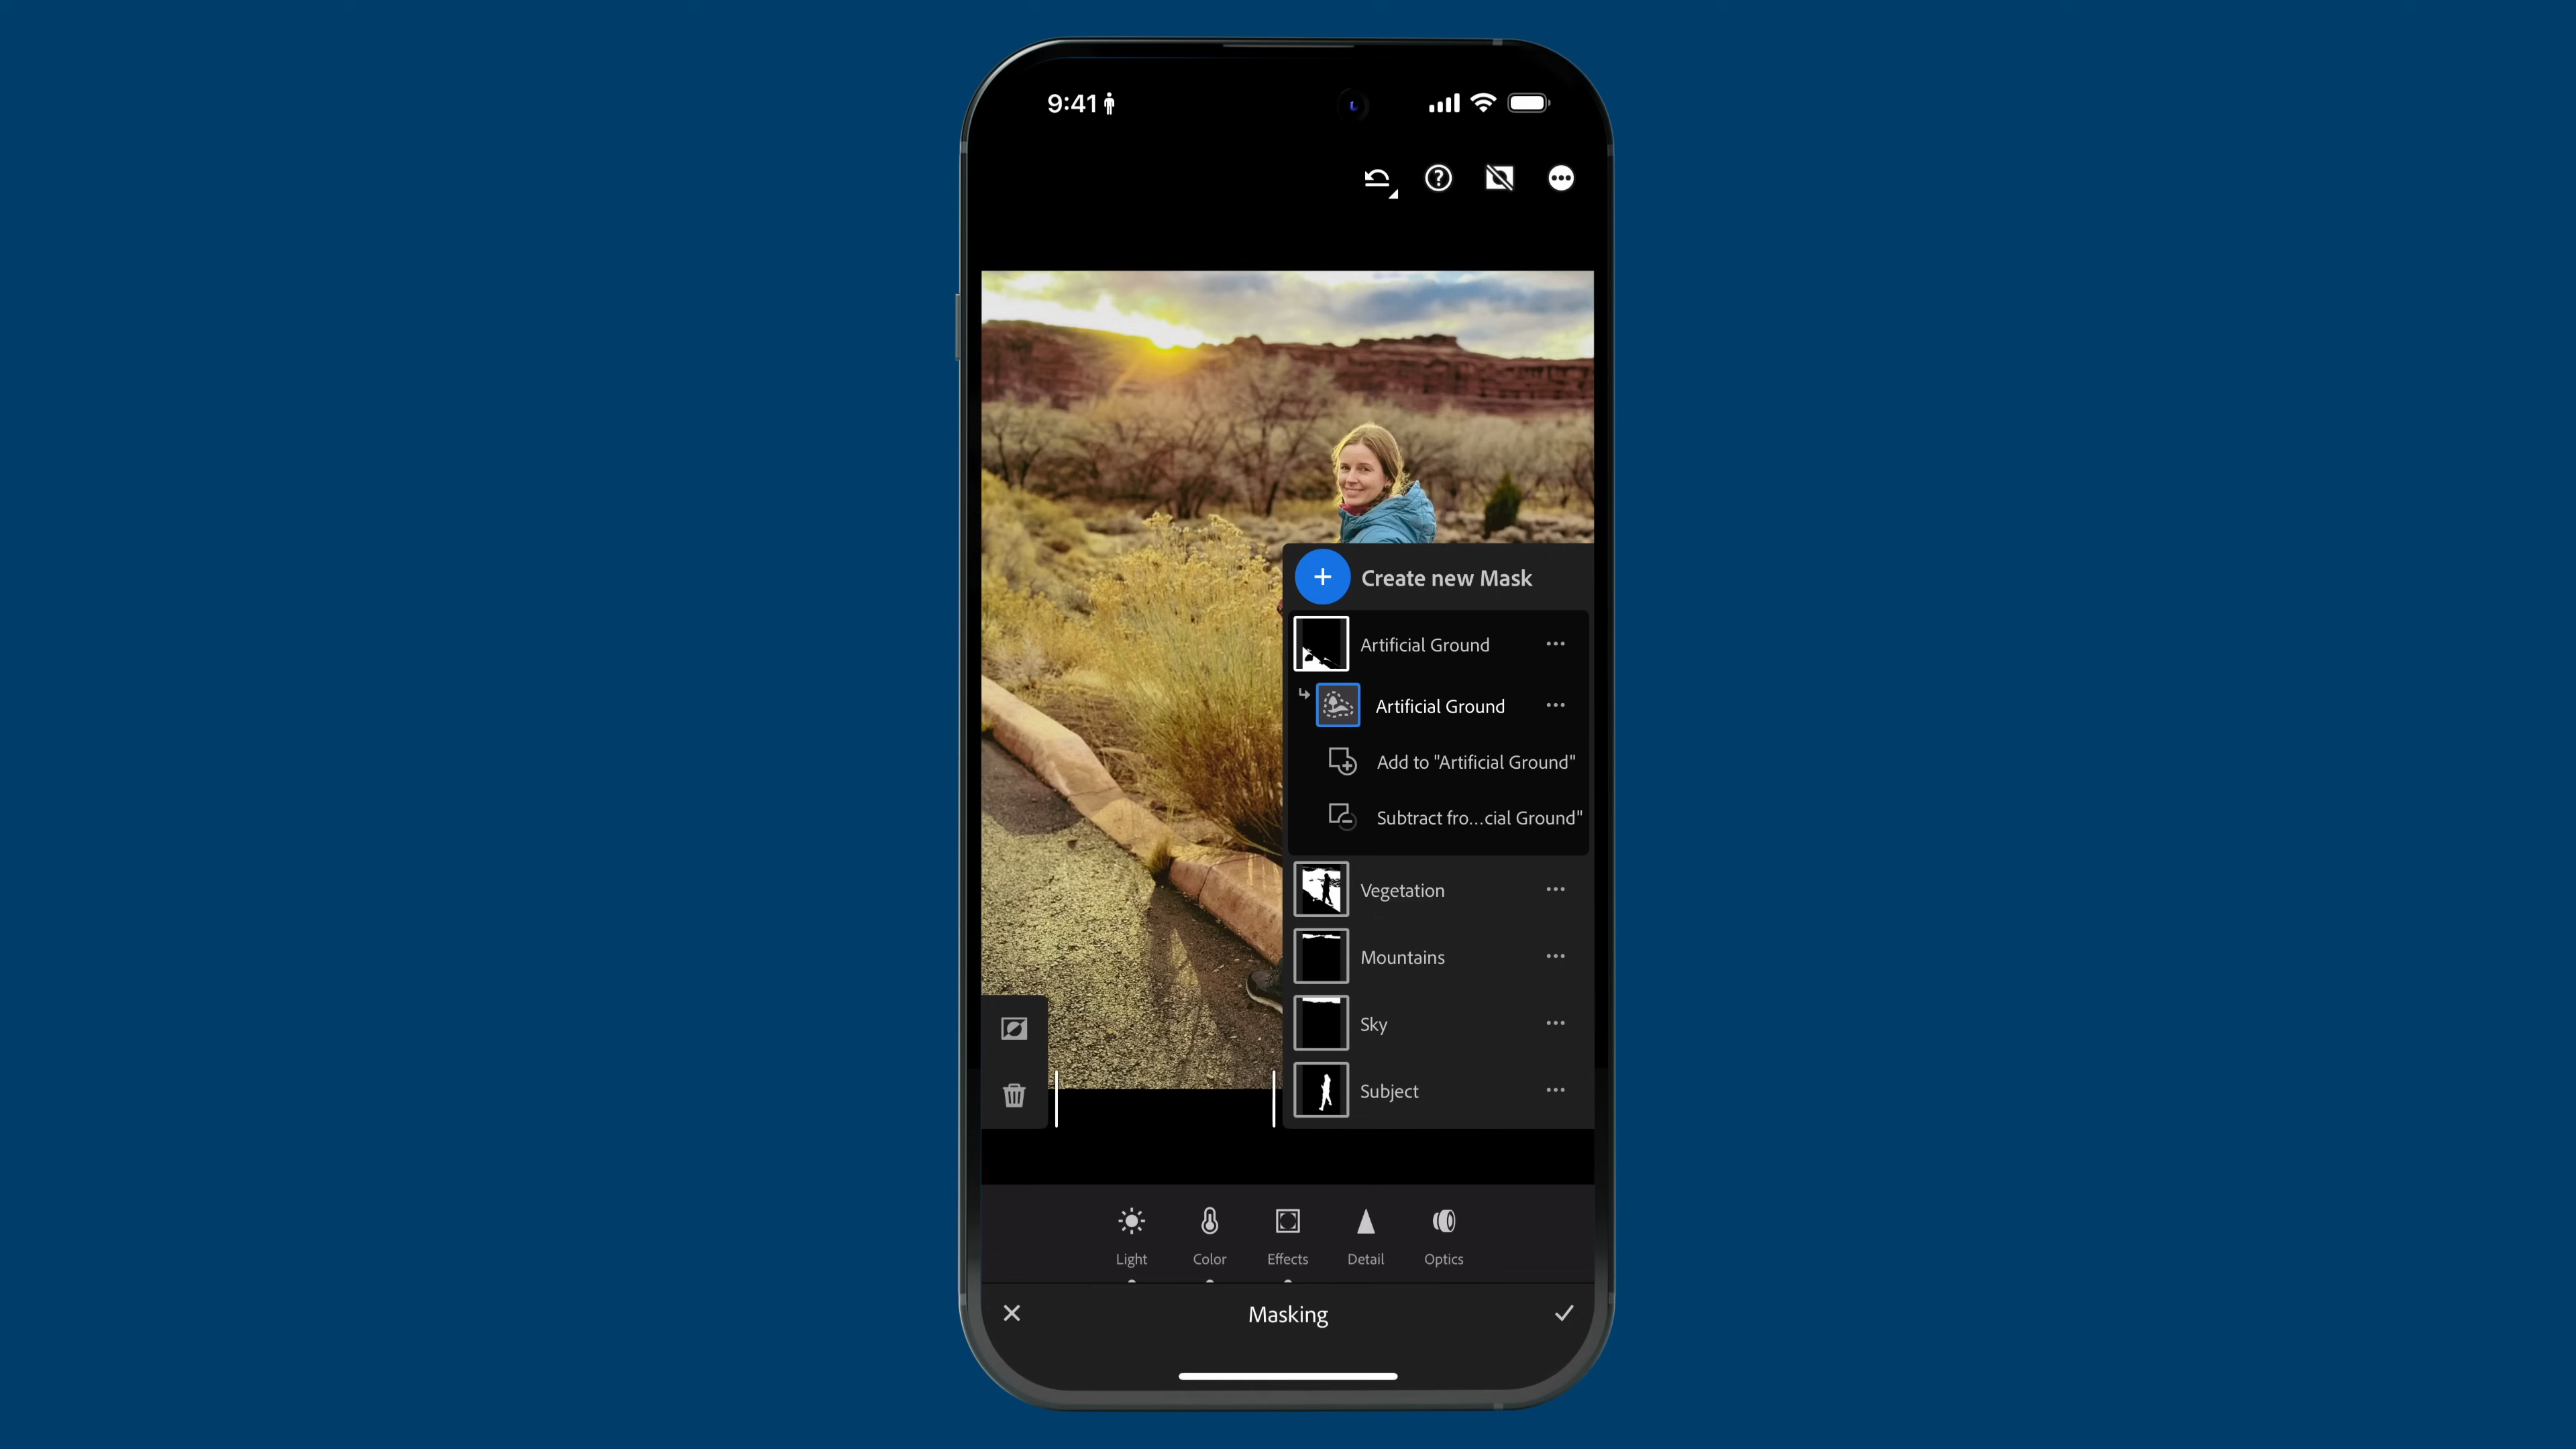 9:41
Create new Mask
Artificial Ground
Artificial Ground
Add to "Artificial Ground"
Subtract fro...cial Ground"
Vegetation
Mountains
Sky
Subject
Light
Color
Effects
Detail
Optics
Masking